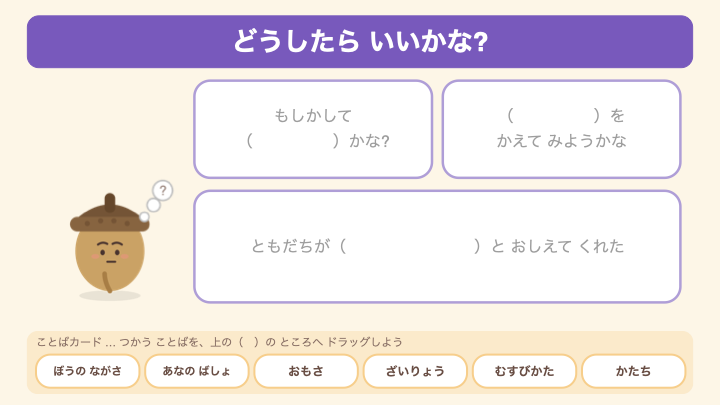 どうしたら いいかな?
もしかして
(　　　　　)かな?
(　　　　　)を
かえて みようかな
ともだちが(　　　　　　　　)と おしえて くれた
?
ことばカード … つかう ことばを、上の(　)の ところへ ドラッグしよう
ぼうの ながさ
あなの ばしょ
おもさ
ざいりょう
むすびかた
かたち